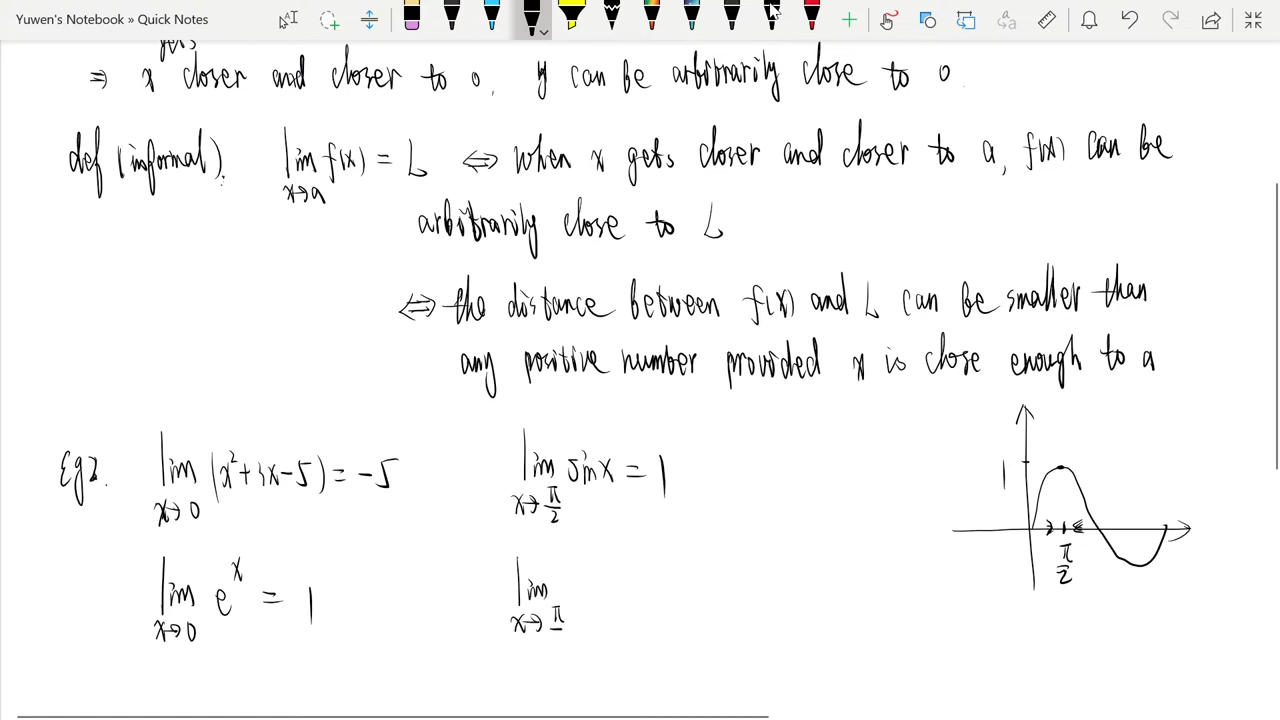 Yuwen's Notebook » Quick Notes
gets
⇒ x closer and closer to 0, y can be arbitrarily close to 0.
def (informal). lim x→a f(x) = L ⇔ when x gets closer and closer to a, f(x) can be
arbitrarily close to L
⇔ the distance between f(x) and L can be smaller than
any positive number provided x is close enough to a
Eg2. lim x→0 (x²+3x-5) = -5 lim x→π/2 sin x = 1
1
π/2
lim x→0 eˣ = 1 lim x→π